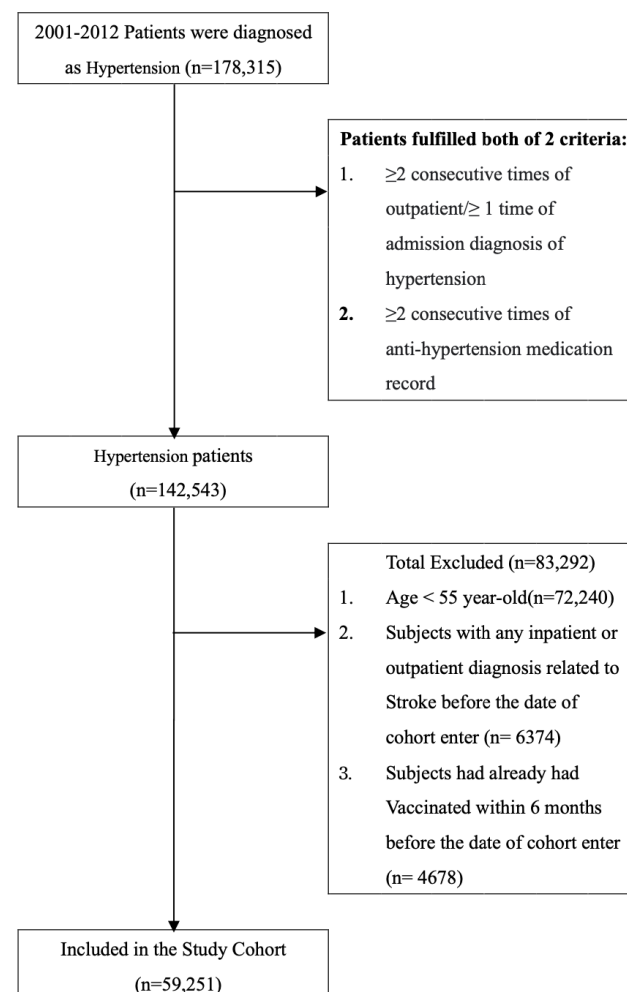 2001-2012 Patients were diagnosed
as Hypertension (n=178,315)
Patients fulfilled both of 2 criteria:
1. ≥2 consecutive times of
outpatient/≥ 1 time of
admission diagnosis of
hypertension
2. ≥2 consecutive times of
anti-hypertension medication
record
Hypertension patients
(n=142,543)
Total Excluded (n=83,292)
1. Age < 55 year-old(n=72,240)
2. Subjects with any inpatient or
outpatient diagnosis related to
Stroke before the date of
cohort enter (n= 6374)
3. Subjects had already had
Vaccinated within 6 months
before the date of cohort enter
(n= 4678)
Included in the Study Cohort
(n=59,251)